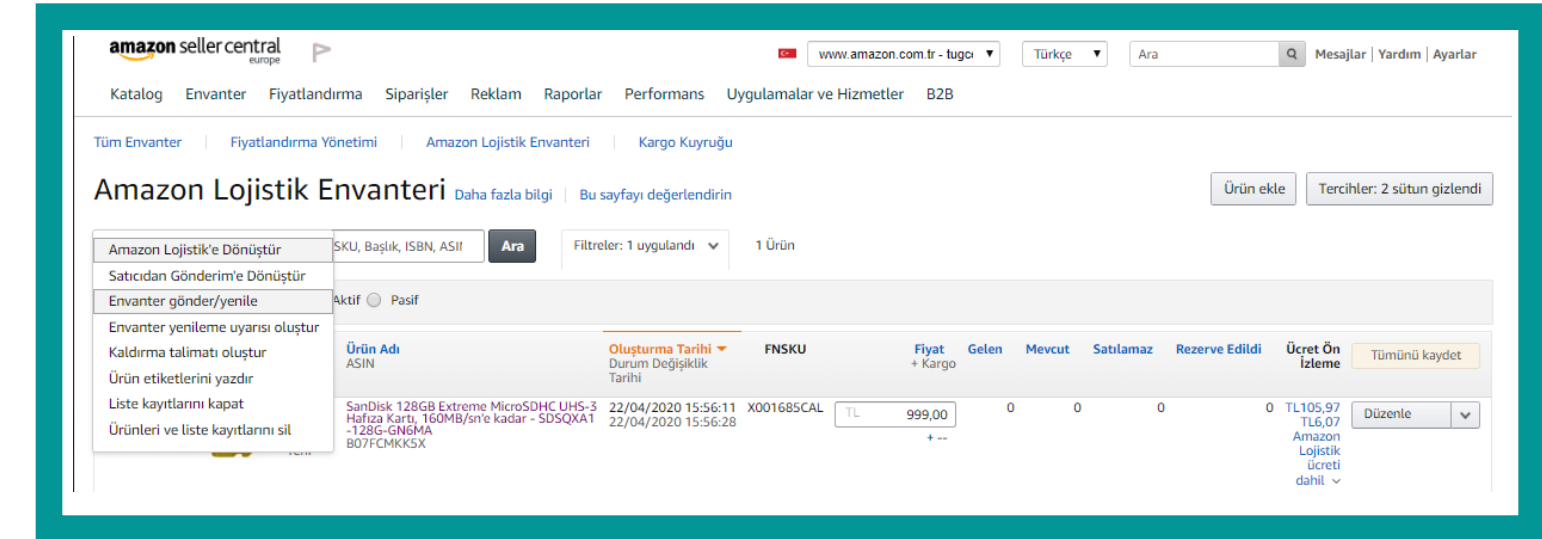 amazon seller central
europe
www.amazon.com.tr - tugc
Türkçe
Ara
Mesajlar | Yardım | Ayarlar
Katalog Envanter Fiyatlandırma Siparişler Reklam Raporlar Performans Uygulamalar ve Hizmetler B2B
Tüm Envanter | Fiyatlandırma Yönetimi | Amazon Lojistik Envanteri | Kargo Kuyruğu
Amazon Lojistik Envanteri Daha fazla bilgi | Bu sayfayı değerlendirin
Ürün ekle
Tercihler: 2 sütun gizlendi
Amazon Lojistik'e Dönüştür
Satıcıdan Gönderim'e Dönüştür
Envanter gönder/yenile
Envanter yenileme uyarısı oluştur
Kaldırma talimatı oluştur
Ürün etiketlerini yazdır
Liste kayıtlarını kapat
Ürünleri ve liste kayıtlarını sil
SKU, Başlık, ISBN, ASI
Ara
Filtreler: 1 uygulandı
1 Ürün
Aktif Pasif
Ürün Adı
ASIN
Oluşturma Tarihi
Durum Değişiklik
Tarihi
FNSKU
Fiyat
+ Kargo
Gelen
Mevcut
Satılamaz
Rezerve Edildi
Ücret Ön
İzleme
Tümünü kaydet
SanDisk 128GB Extreme MicroSDHC UHS-3
Hafıza Kartı, 160MB/sn'e kadar - SDSQXA1
-128G-GN6MA
B07FCMKK5X
22/04/2020 15:56:11
22/04/2020 15:56:28
X001685CAL
TL 999,00
+ --
0
0
0
0
TL105,97
TL6,07
Amazon
Lojistik
ücreti
dahil
Düzenle